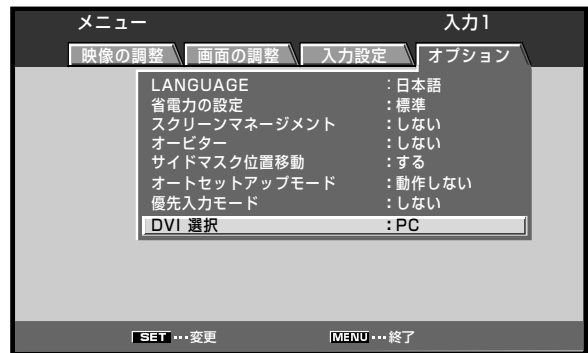 メニュー 入力1
映像の調整 画面の調整 入力設定 オプション
LANGUAGE :日本語
省電力の設定 :標準
スクリーンマネージメント :しない
オービター :しない
サイドマスク位置移動 :する
オートセットアップモード :動作しない
優先入力モード :しない
DVI 選択 :PC
SET ···変更 MENU ···終了